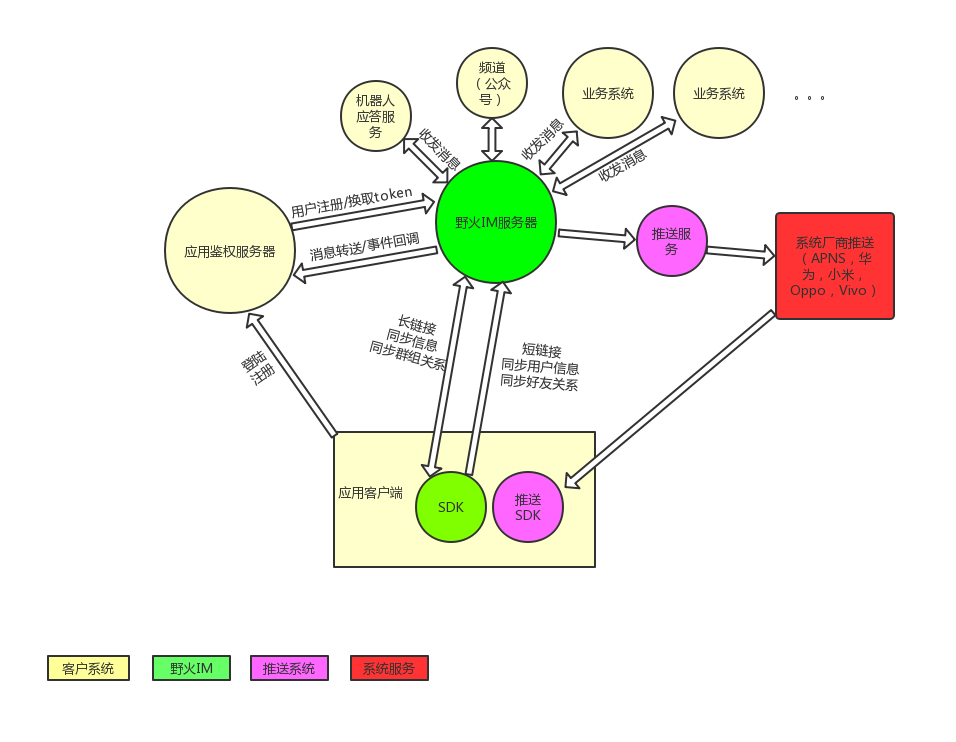 频道
（公众
号）
机器人
应答服
务
业务系统
业务系统
。。。
收发消息
收发消息
收发消息
用户注册/换取token
消息转送/事件回调
应用鉴权服务器
野火IM服务器
推送服
务
系统厂商推送
（APNS，华
为，小米，
Oppo，Vivo）
长链接
同步信息
同步群组关系
短链接
同步用户信息
同步好友关系
登陆
注册
应用客户端
SDK
推送
SDK
客户系统
野火IM
推送系统
系统服务